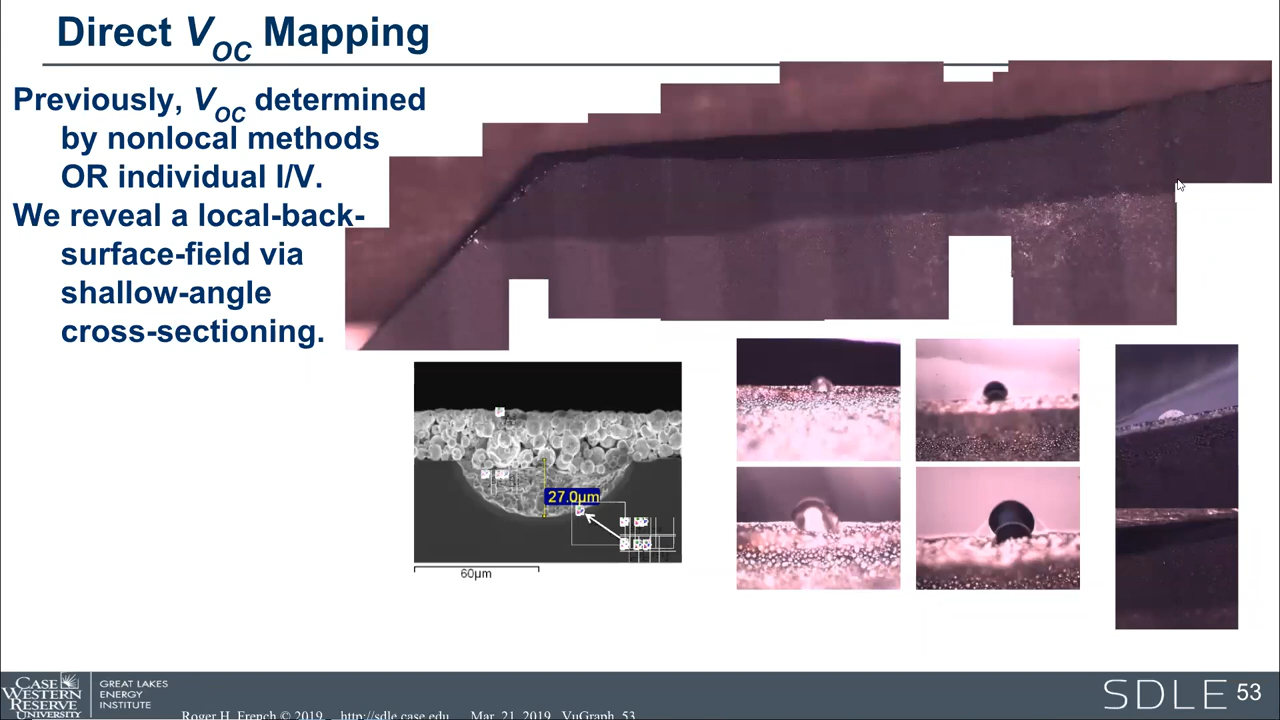 Direct VOC Mapping
Previously, VOC determined
by nonlocal methods
OR individual I/V.
We reveal a local-back-
surface-field via
shallow-angle
cross-sectioning.
27.0µm
60µm
CASE
WESTERN
RESERVE
UNIVERSITY
GREAT LAKES
ENERGY
INSTITUTE
Roger H. French © 2019 http://sdle.case.edu Mar. 21, 2019 VuGraph 53
SDLE 53